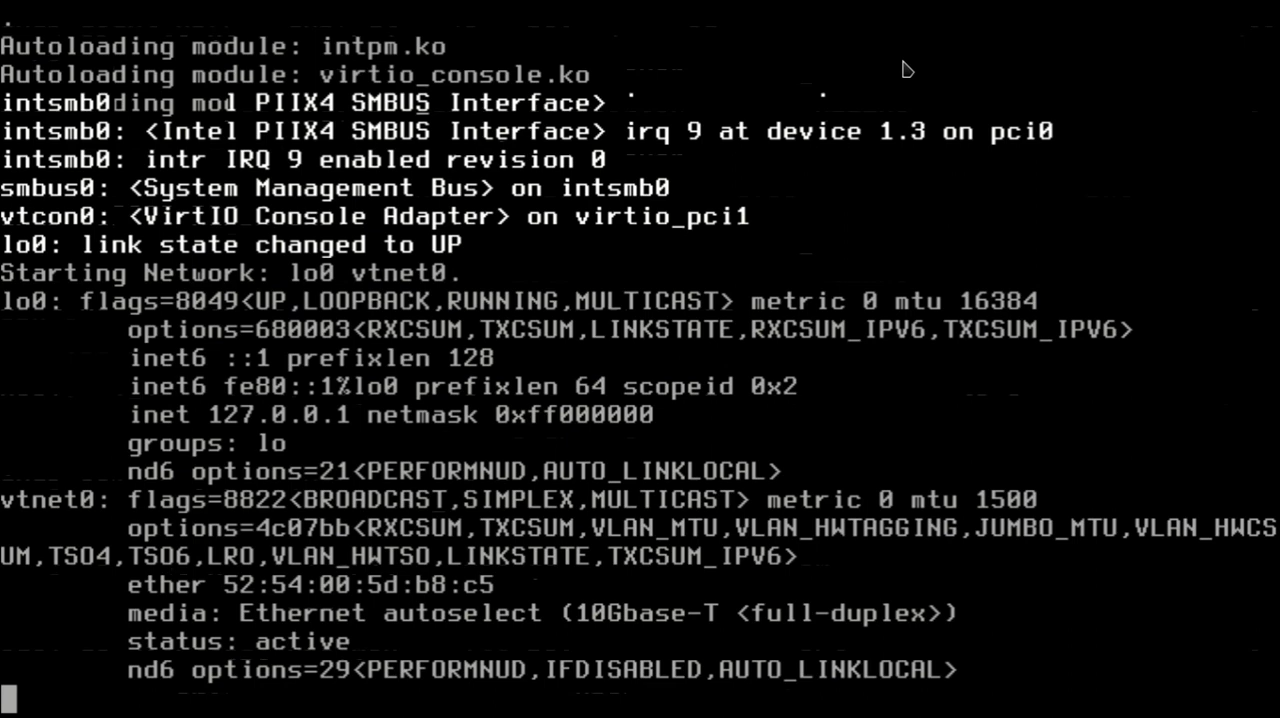 .
Autoloading module: intpm.ko
Autoloading module: virtio_console.ko
intsmb0ding mol PIIX4 SMBUS Interface>
intsmb0: <Intel PIIX4 SMBUS Interface> irq 9 at device 1.3 on pci0
intsmb0: intr IRQ 9 enabled revision 0
smbus0: <System Management Bus> on intsmb0
vtcon0: <VirtIO Console Adapter> on virtio_pci1
lo0: link state changed to UP
Starting Network: lo0 vtnet0.
lo0: flags=8049<UP,LOOPBACK,RUNNING,MULTICAST> metric 0 mtu 16384
options=680003<RXCSUM,TXCSUM,LINKSTATE,RXCSUM_IPV6,TXCSUM_IPV6>
inet6 ::1 prefixlen 128
inet6 fe80::1%lo0 prefixlen 64 scopeid 0x2
inet 127.0.0.1 netmask 0xff000000
groups: lo
nd6 options=21<PERFORMNUD,AUTO_LINKLOCAL>
vtnet0: flags=8822<BROADCAST,SIMPLEX,MULTICAST> metric 0 mtu 1500
options=4c07bb<RXCSUM,TXCSUM,VLAN_MTU,VLAN_HWTAGGING,JUMBO_MTU,VLAN_HWCS
UM,TSO4,TSO6,LRO,VLAN_HWTSO,LINKSTATE,TXCSUM_IPV6>
ether 52:54:00:5d:b8:c5
media: Ethernet autoselect (10Gbase-T <full-duplex>)
status: active
nd6 options=29<PERFORMNUD,IFDISABLED,AUTO_LINKLOCAL>